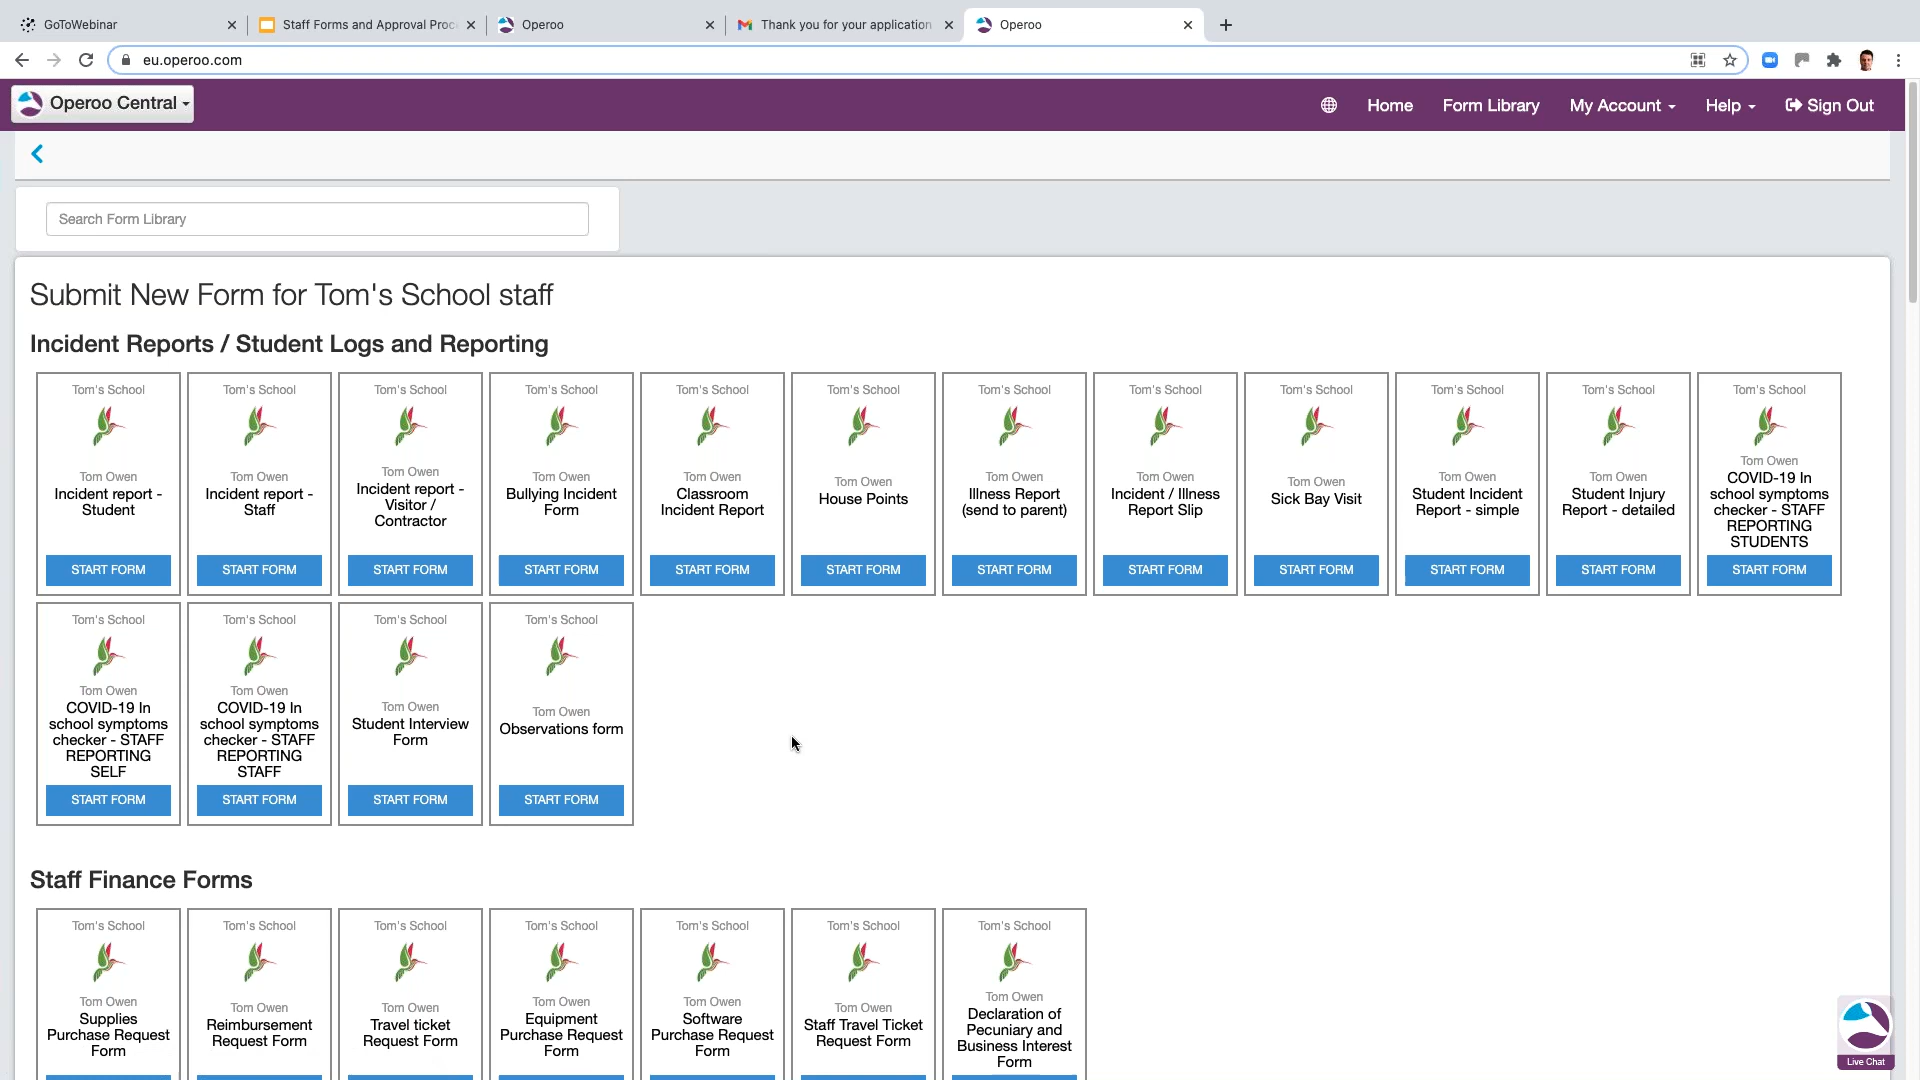 GoToWebinar
Staff Forms and Approval Proc
Operoo
Thank you for your application
Operoo
eu.operoo.com
Operoo Central
Home
Form Library
My Account
Help
Sign Out
Search Form Library
Submit New Form for Tom's School staff
Incident Reports / Student Logs and Reporting
Tom's School
Tom Owen
Incident report -
Student
START FORM
Tom's School
Tom Owen
Incident report -
Staff
START FORM
Tom's School
Tom Owen
Incident report -
Visitor /
Contractor
START FORM
Tom's School
Tom Owen
Bullying Incident
Form
START FORM
Tom's School
Tom Owen
Classroom
Incident Report
START FORM
Tom's School
Tom Owen
House Points
START FORM
Tom's School
Tom Owen
Illness Report
(send to parent)
START FORM
Tom's School
Tom Owen
Incident / Illness
Report Slip
START FORM
Tom's School
Tom Owen
Sick Bay Visit
START FORM
Tom's School
Tom Owen
Student Incident
Report - simple
START FORM
Tom's School
Tom Owen
Student Injury
Report - detailed
START FORM
Tom's School
Tom Owen
COVID-19 In
school symptoms
checker - STAFF
REPORTING
STUDENTS
START FORM
Tom's School
Tom Owen
COVID-19 In
school symptoms
checker - STAFF
REPORTING
SELF
START FORM
Tom's School
Tom Owen
COVID-19 In
school symptoms
checker - STAFF
REPORTING
STAFF
START FORM
Tom's School
Tom Owen
Student Interview
Form
START FORM
Tom's School
Tom Owen
Observations form
START FORM
Staff Finance Forms
Tom's School
Tom Owen
Supplies
Purchase Request
Form
Tom's School
Tom Owen
Reimbursement
Request Form
Tom's School
Tom Owen
Travel ticket
Request Form
Tom's School
Tom Owen
Equipment
Purchase Request
Form
Tom's School
Tom Owen
Software
Purchase Request
Form
Tom's School
Tom Owen
Staff Travel Ticket
Request Form
Tom's School
Tom Owen
Declaration of
Pecuniary and
Business Interest
Form
Live Chat